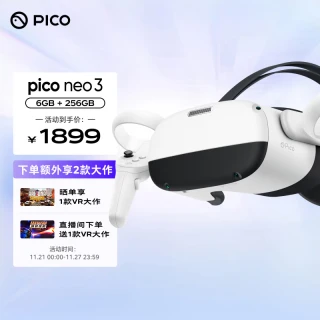 PICO
pico neo3
6GB + 256GB
活动到手价:
¥1899
下单额外享2款大作
晒单享
1款VR大作
直播间下单
送1款VR大作
活动时间:
11.21 00:00-11.27 23:59
PICO